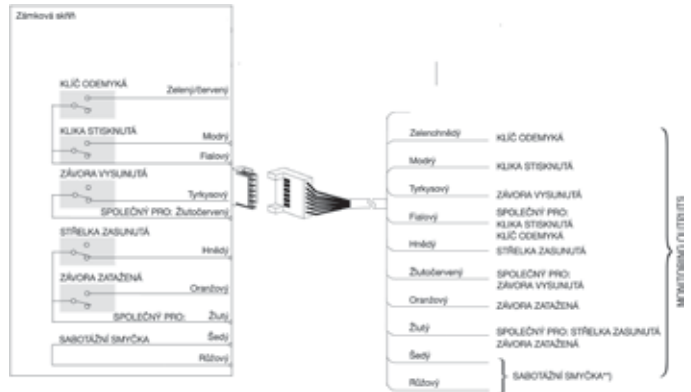 Zámková skříň
KLÍČ ODEMYKÁ
Zelený/červený
KLIKA STISKNUTÁ
Modrý
Fialový
ZÁVORA VYSUNUTÁ
Tyrkysový
SPOLEČNÝ PRO: Žlutočervený
STŘELKA ZASUNUTÁ
Hnědý
ZÁVORA ZATAŽENÁ
Oranžový
SPOLEČNÝ PRO: Žlutý
SABOTÁŽNÍ SMYČKA Šedý
Růžový
Zelenohnědý KLÍČ ODEMYKÁ
Modrý KLIKA STISKNUTÁ
Tyrkysový ZÁVORA VYSUNUTÁ
Fialový SPOLEČNÝ PRO:
KLIKA STISKNUTÁ
KLÍČ ODEMYKÁ
Hnědý STŘELKA ZASUNUTÁ
Žlutočervený SPOLEČNÝ PRO:
ZÁVORA VYSUNUTÁ
Oranžový ZÁVORA ZATAŽENÁ
Žlutý SPOLEČNÝ PRO: STŘELKA ZASUNUTÁ
ZÁVORA ZATAŽENÁ
Šedý
SABOTÁŽNÍ SMYČKA**)
Růžový
MONITORING OUTPUTS